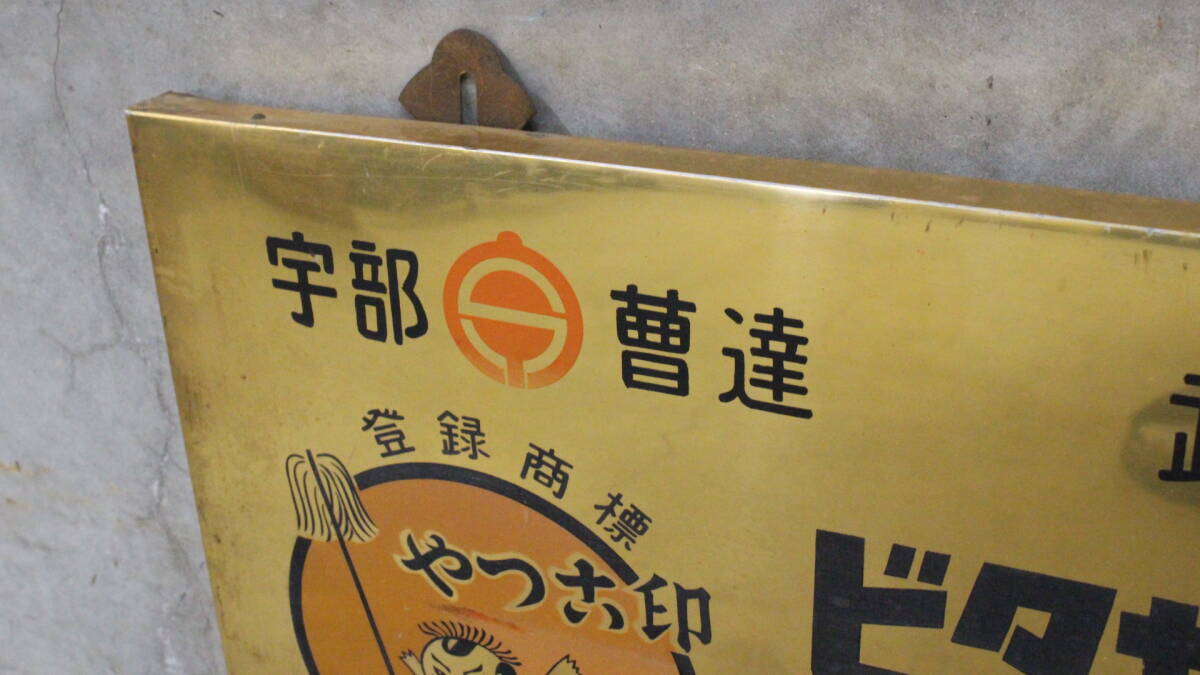 宇部 曹達
登録商標
やつこ印
ビタ